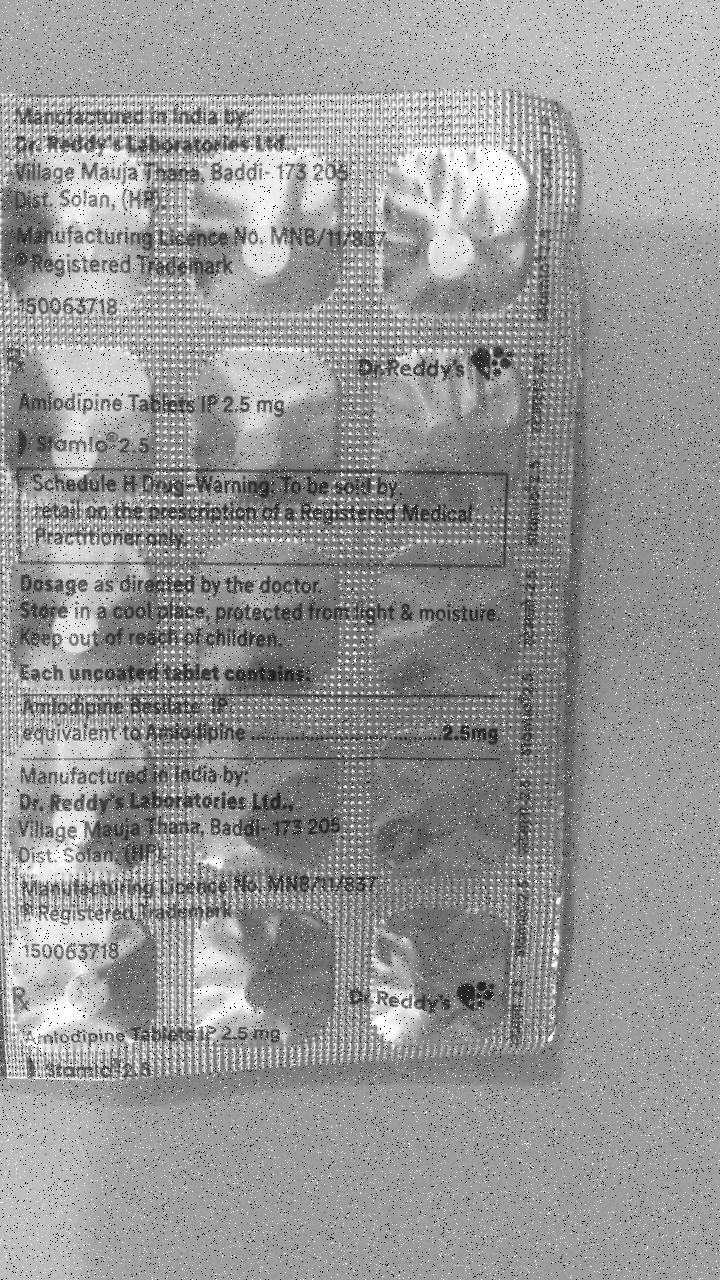 Manufactured in India by:
Dr. Reddy's Laboratories Ltd.,
Village Mauja Thana, Baddi- 173 205
Dist. Solan, (HP).
Manufacturing Licence No. MNB/11/837
® Registered Trademark
150063718
Dr.Reddy's
℞
Amlodipine Tablets IP 2.5 mg
Stamlo® 2.5
Schedule H Drug-Warning: To be sold by
retail on the prescription of a Registered Medical
Practitioner only.
Dosage as directed by the doctor.
Store in a cool place, protected from light & moisture.
Keep out of reach of children.
Each uncoated tablet contains:
Amlodipine Besilate IP
equivalent to Amlodipine ....................................2.5mg
Manufactured in India by:
Dr. Reddy's Laboratories Ltd.,
Village Mauja Thana, Baddi- 173 205
Dist. Solan, (HP).
Manufacturing Licence No. MNB/11/837
® Registered Trademark
150063718
Dr.Reddy's
℞
Amlodipine Tablets IP 2.5 mg
Stamlo® 2.5